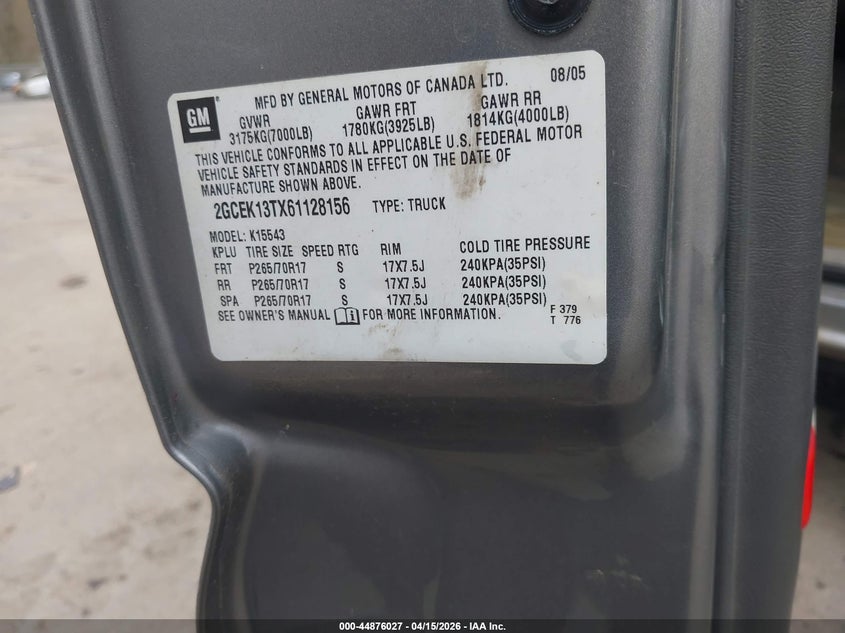 GM
MFD BY GENERAL MOTORS OF CANADA LTD. 08/05
GVWR GAWR FRT GAWR RR
3175KG(7000LB) 1780KG(3925LB) 1814KG(4000LB)
THIS VEHICLE CONFORMS TO ALL APPLICABLE U.S. FEDERAL MOTOR
VEHICLE SAFETY STANDARDS IN EFFECT ON THE DATE OF
MANUFACTURE SHOWN ABOVE.
2GCEK13TX61128156 TYPE: TRUCK
MODEL: K15543
KPLU TIRE SIZE SPEED RTG RIM COLD TIRE PRESSURE
FRT P265/70R17 S 17X7.5J 240KPA(35PSI)
RR P265/70R17 S 17X7.5J 240KPA(35PSI)
SPA P265/70R17 S 17X7.5J 240KPA(35PSI)
SEE OWNER'S MANUAL FOR MORE INFORMATION.
F 379
T 776
000-44876027 - 04/15/2026 - IAA Inc.